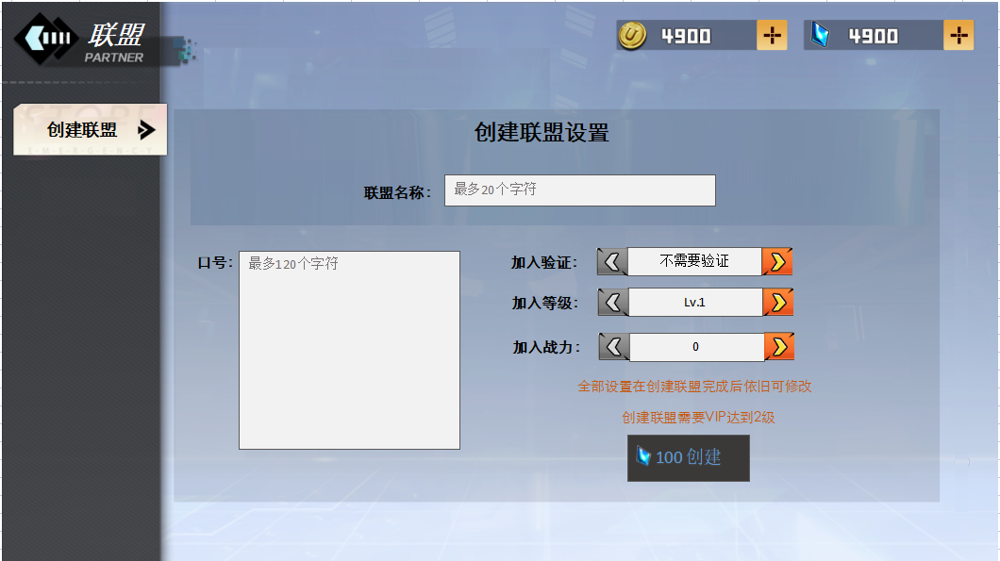 联盟
PARTNER
4900
4900
创建联盟
EMERGENCY
创建联盟设置
联盟名称：
最多20个字符
口号：
最多120个字符
加入验证：
不需要验证
加入等级：
Lv.1
加入战力：
0
全部设置在创建联盟完成后依旧可修改
创建联盟需要VIP达到2级
100 创建